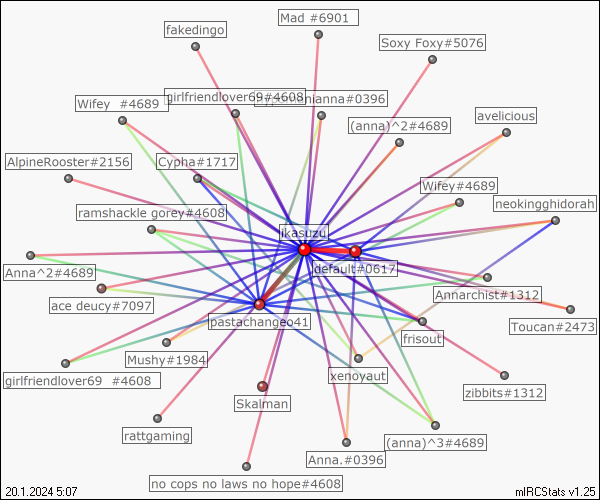 Mad #6901
fakedingo
Soxy Foxy#5076
girlfriendlover69#4608
anna#0396
Wifey  #4689
avelicious
(anna)^2#4689
AlpineRooster#2156
Cypha#1717
Wifey#4689
neokingghidorah
ramshackle gorey#4608
ikasuzu
default#0617
Anna^2#4689
Annarchist#1312
ace deucy#7097
pastachangeo41
Toucan#2473
frisout
Mushy#1984
xenoyaut
girlfriendlover69  #4608
zibbits#1312
Skalman
rattgaming
(anna)^3#4689
Anna.#0396
no cops no laws no hope#4608
20.1.2024 5:07
mIRCStats v1.25